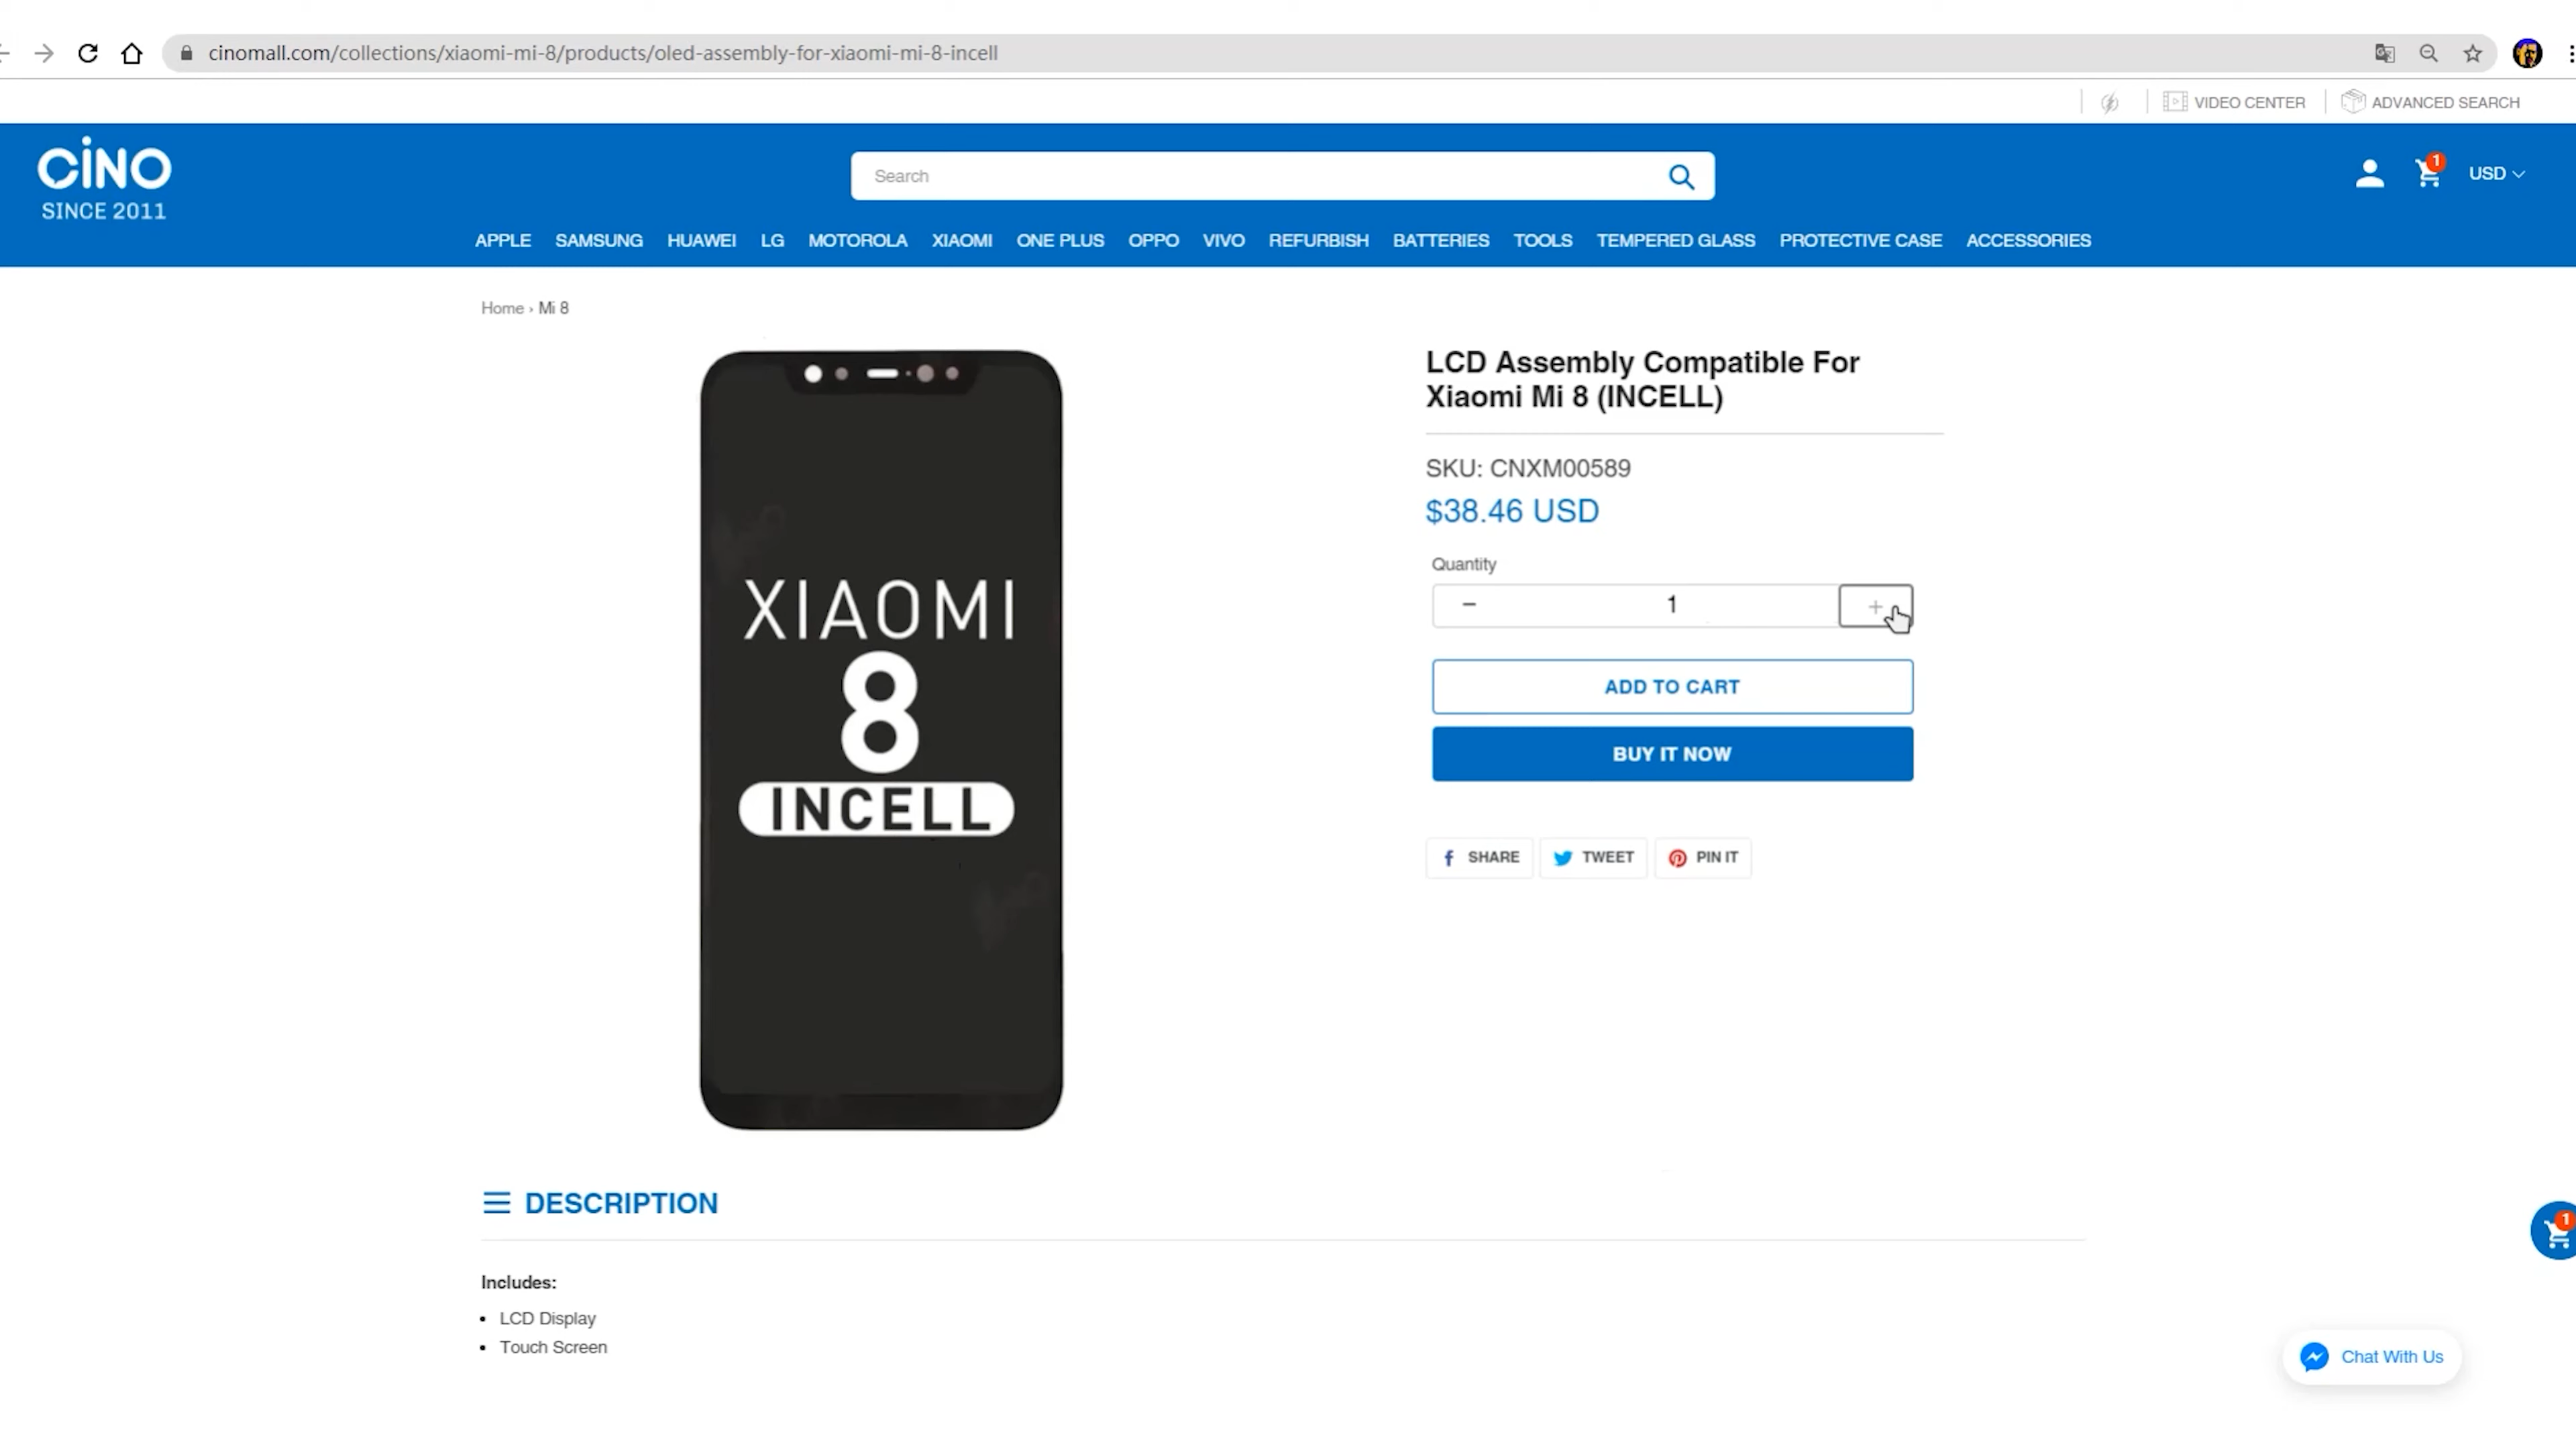 cinomall.com/collections/xiaomi-mi-8/products/oled-assembly-for-xiaomi-mi-8-incell
VIDEO CENTER
ADVANCED SEARCH
CiNO
SINCE 2011
Search
1
USD
APPLE SAMSUNG HUAWEI LG MOTOROLA XIAOMI ONE PLUS OPPO VIVO REFURBISH BATTERIES TOOLS TEMPERED GLASS PROTECTIVE CASE ACCESSORIES
Home › Mi 8
XIAOMI
8
INCELL
LCD Assembly Compatible For
Xiaomi Mi 8 (INCELL)
SKU: CNXM00589
$38.46 USD
Quantity
− 1 +
ADD TO CART
BUY IT NOW
SHARE TWEET PIN IT
DESCRIPTION
1
Includes:
• LCD Display
• Touch Screen
Chat With Us